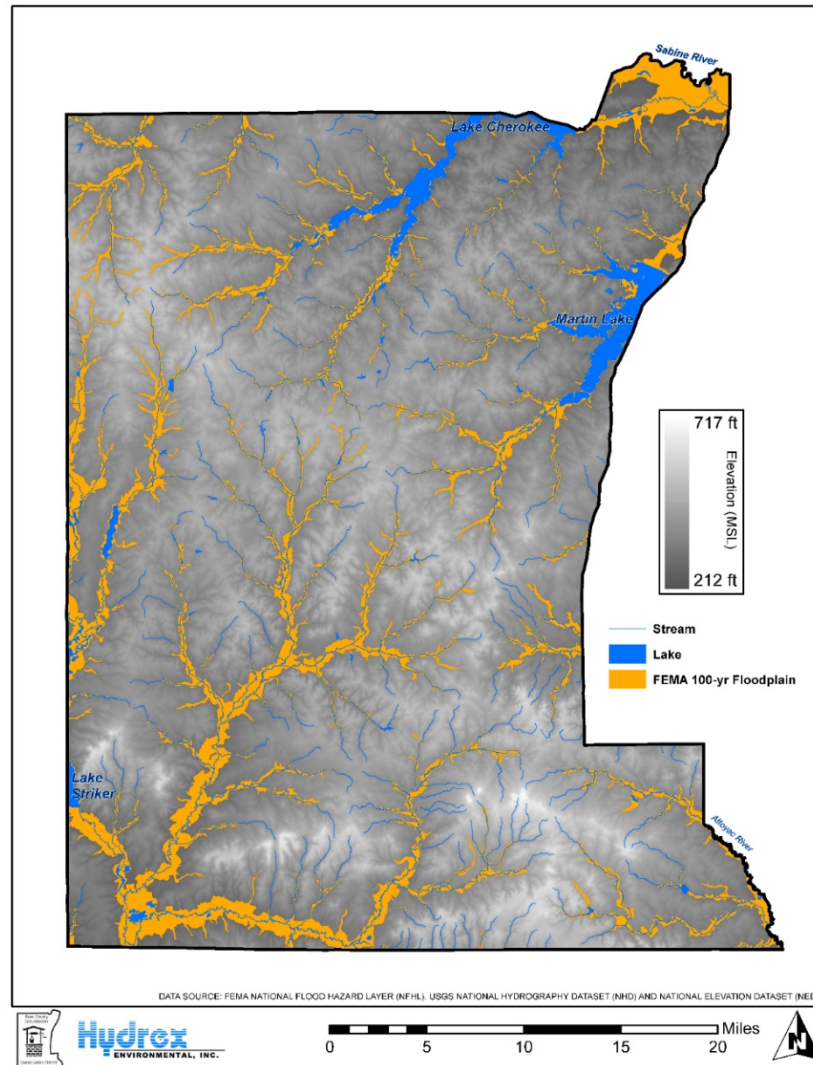 Sabine River
Lake Cherokee
Martin Lake
717 ft
Elevation (MSL)
212 ft
Stream
Lake
FEMA 100-yr Floodplain
Lake
Striker
Attoyac River
DATA SOURCE: FEMA NATIONAL FLOOD HAZARD LAYER (NFHL). USGS NATIONAL HYDROGRAPHY DATASET (NHD) AND NATIONAL ELEVATION DATASET (NED
Hydrex
ENVIRONMENTAL, INC.
Miles
0 5 10 15 20
N